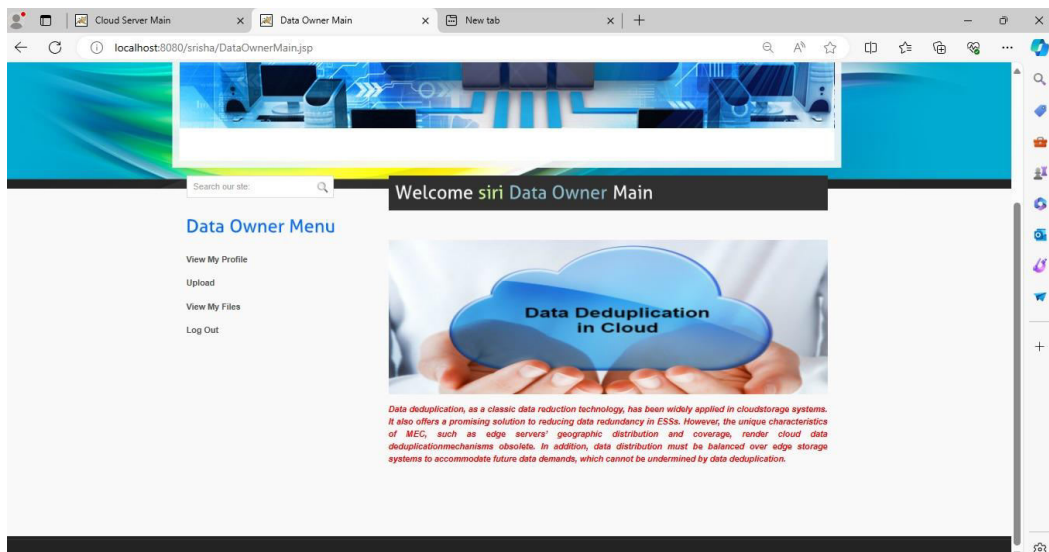 Cloud Server Main
Data Owner Main
New tab
localhost:8080/srisha/DataOwnerMain.jsp
Search our site:
Welcome siri Data Owner Main
Data Owner Menu
View My Profile
Upload
View My Files
Log Out
Data Deduplication
in Cloud
Data deduplication, as a classic data reduction technology, has been widely applied in cloudstorage systems.
It also offers a promising solution to reducing data redundancy in ESSs. However, the unique characteristics
of MEC, such as edge servers' geographic distribution and coverage, render cloud data
deduplicationmechanisms obsolete. In addition, data distribution must be balanced over edge storage
systems to accommodate future data demands, which cannot be undermined by data deduplication.